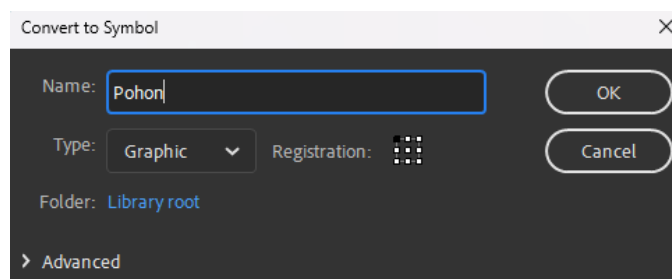 Convert to Symbol
Name: Pohon OK
Type: Graphic Registration: Cancel
Folder: Library root
Advanced